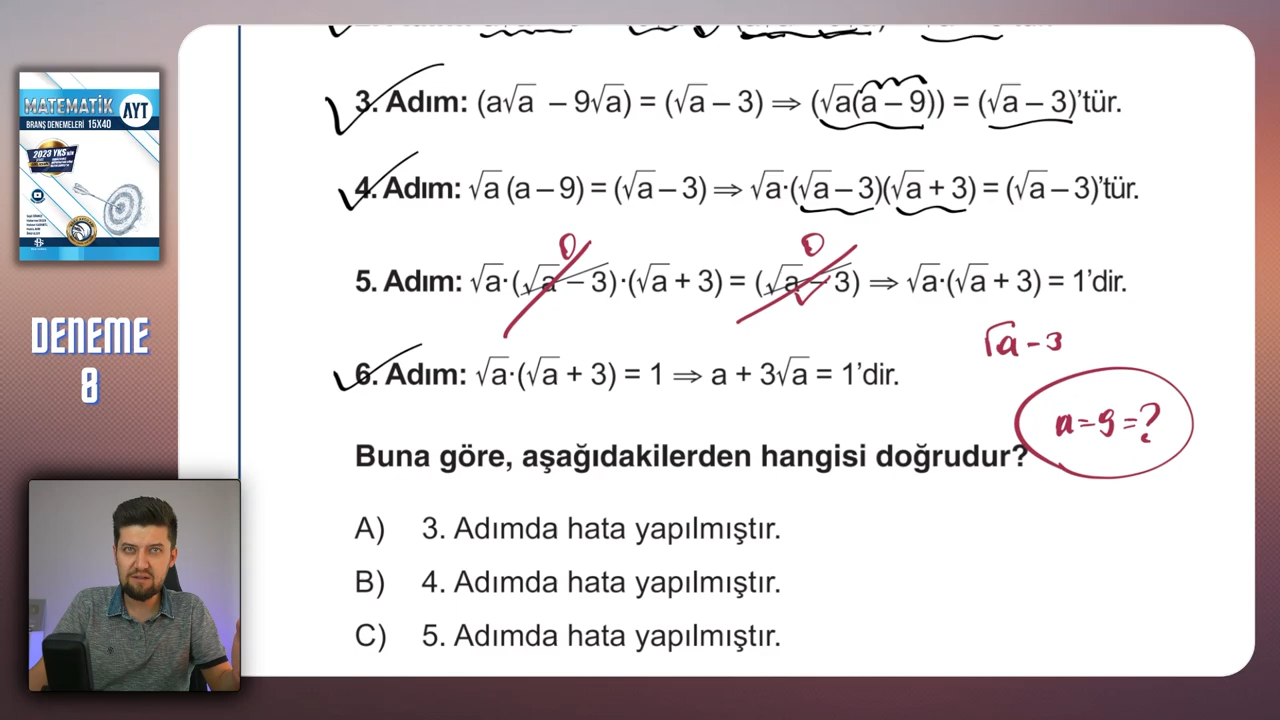 MATEMATİK
AYT
BRANŞ DENEMELERİ 15X40
2023 YKS'NİN
DENEME
8
3. Adım: (a√a − 9√a) = (√a − 3) ⇒ (√a(a − 9)) = (√a − 3)'tür.
4. Adım: √a (a − 9) = (√a − 3) ⇒ √a·(√a − 3)(√a + 3) = (√a − 3)'tür.
0 0
5. Adım: √a·(√a − 3)·(√a + 3) = (√a − 3) ⇒ √a·(√a + 3) = 1'dir.
√a − 3
6. Adım: √a·(√a + 3) = 1 ⇒ a + 3√a = 1'dir.
a = 9 = ?
Buna göre, aşağıdakilerden hangisi doğrudur?
A) 3. Adımda hata yapılmıştır.
B) 4. Adımda hata yapılmıştır.
C) 5. Adımda hata yapılmıştır.